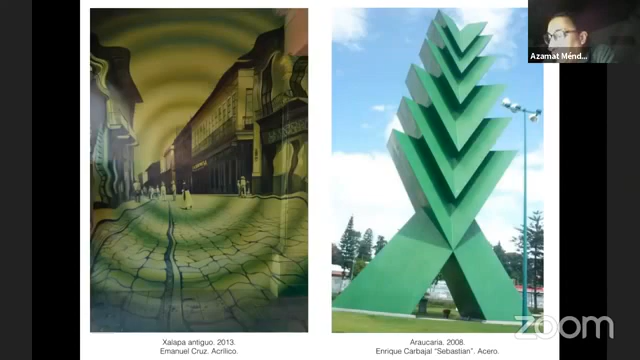 Azamat Ménd...
Xalapa antiguo. 2013.
Emanuel Cruz. Acrílico.
Araucaria. 2008.
Enrique Carbajal "Sebastian". Acero.
zoom